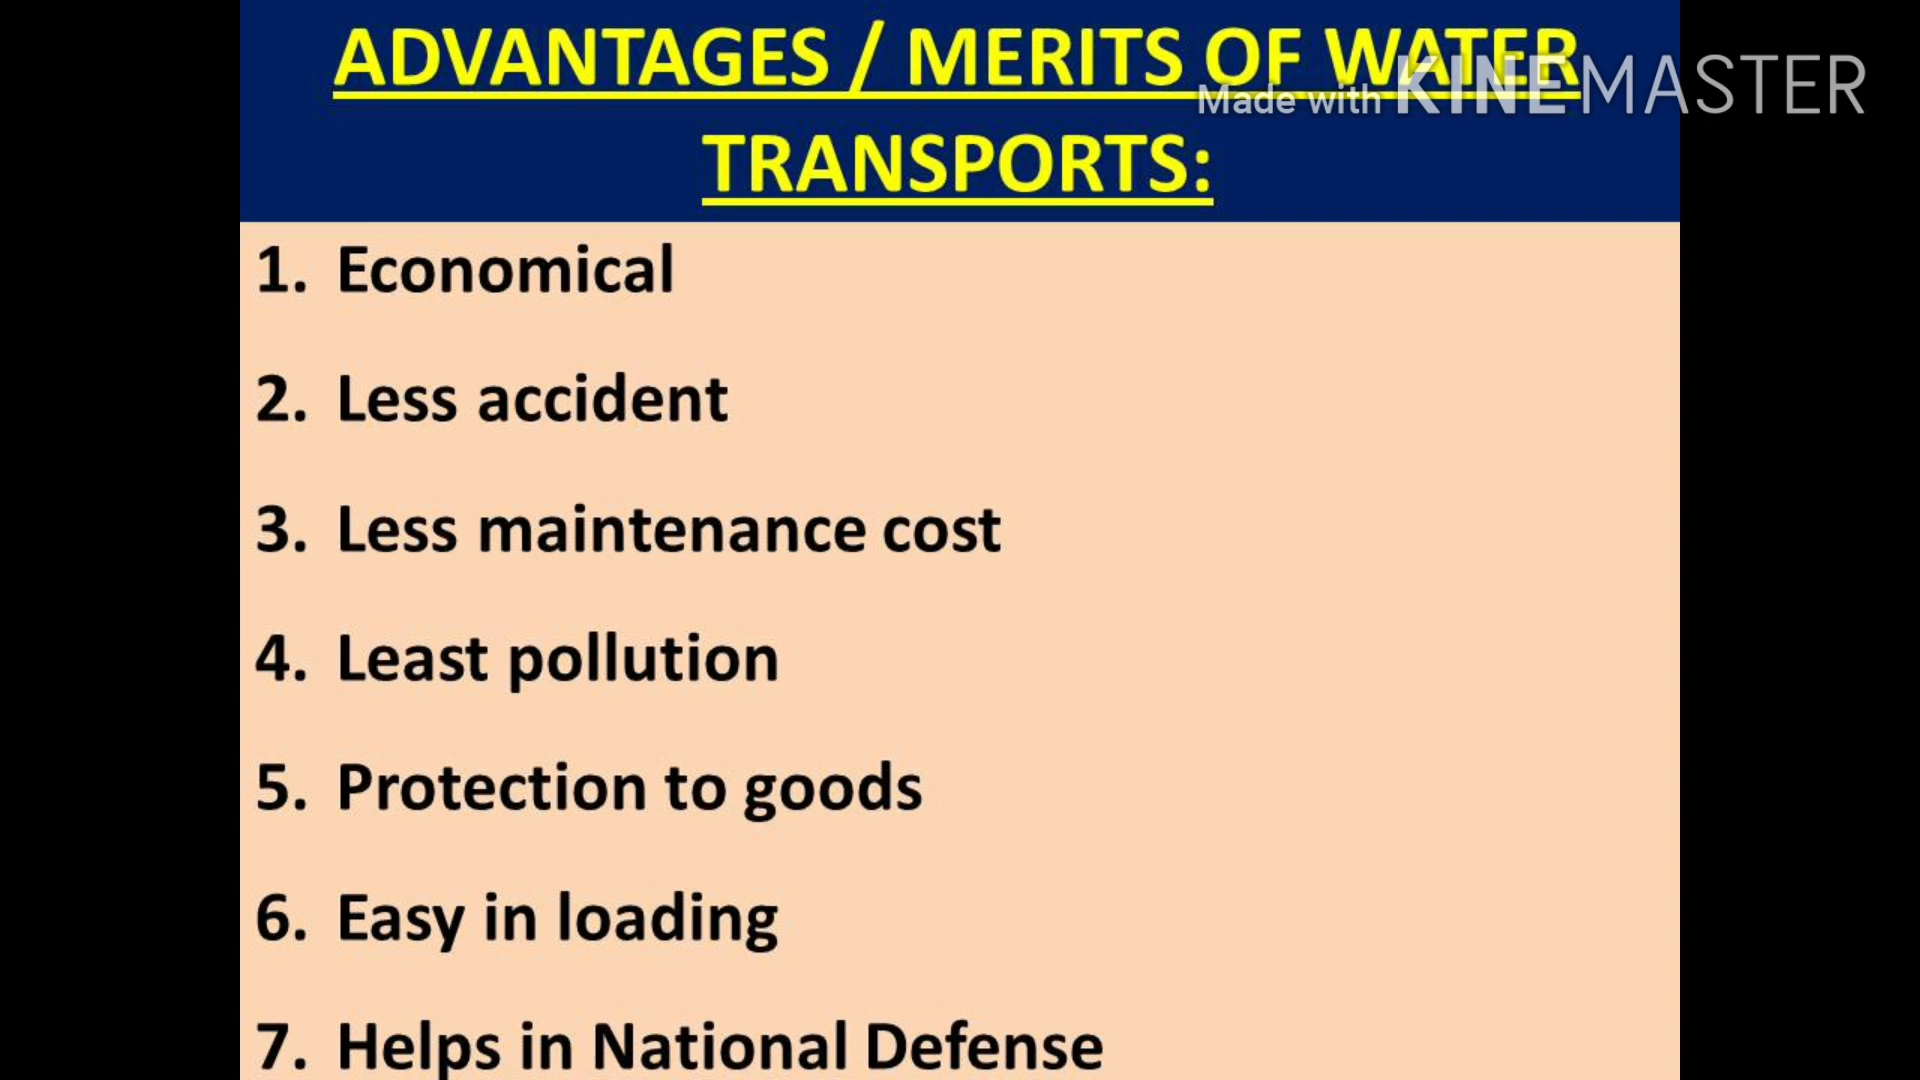 ADVANTAGES / MERITS OF WATER
Made with KINEMASTER
TRANSPORTS:
1. Economical
2. Less accident
3. Less maintenance cost
4. Least pollution
5. Protection to goods
6. Easy in loading
7. Helps in National Defense